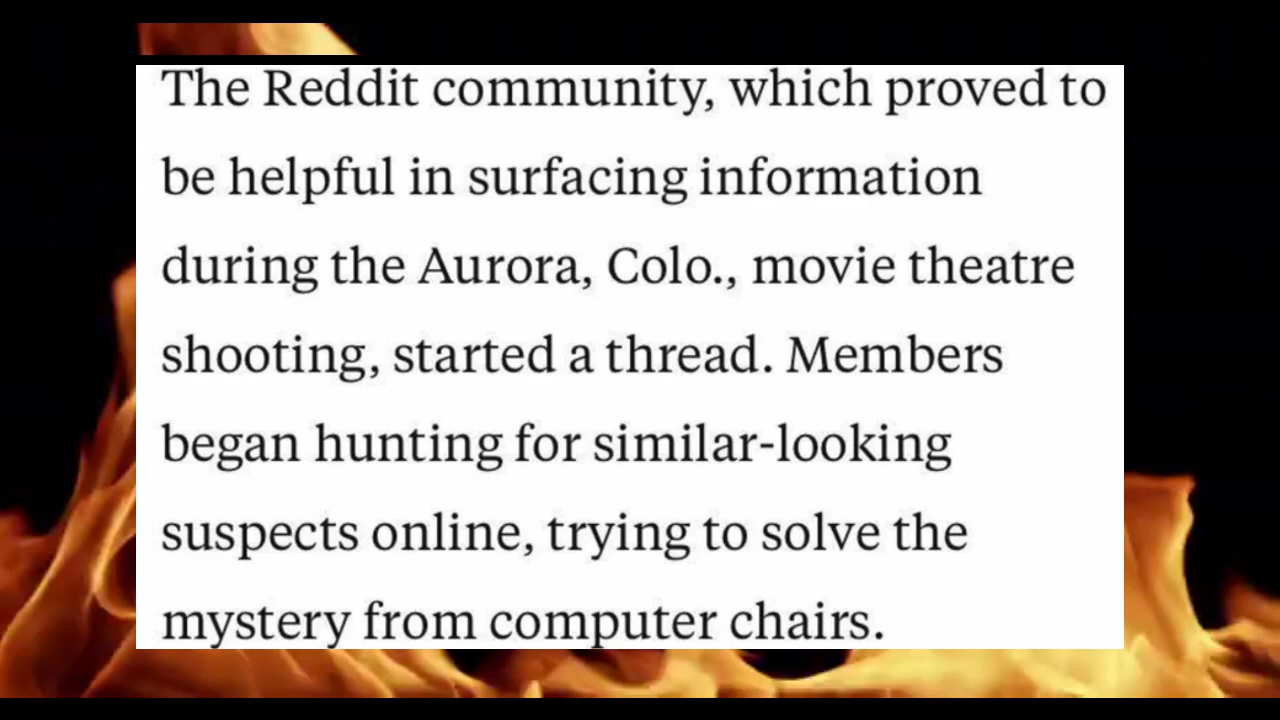 The Reddit community, which proved to
be helpful in surfacing information
during the Aurora, Colo., movie theatre
shooting, started a thread. Members
began hunting for similar-looking
suspects online, trying to solve the
mystery from computer chairs.